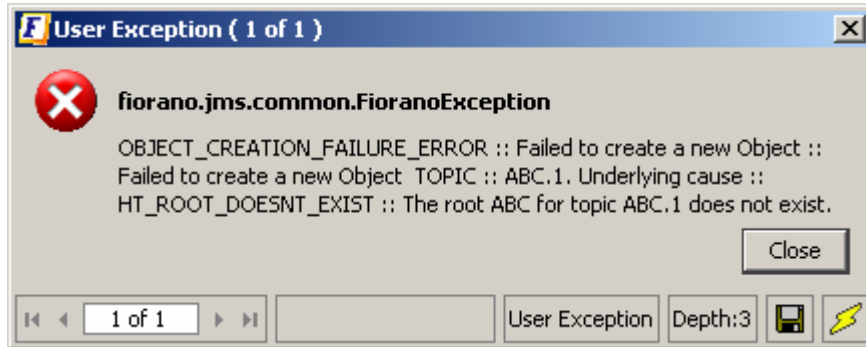 User Exception ( 1 of 1 )
fiorano.jms.common.FioranoException
OBJECT_CREATION_FAILURE_ERROR :: Failed to create a new Object ::
Failed to create a new Object  TOPIC :: ABC.1. Underlying cause ::
HT_ROOT_DOESNT_EXIST :: The root ABC for topic ABC.1 does not exist.
Close
1 of 1
User Exception
Depth:3